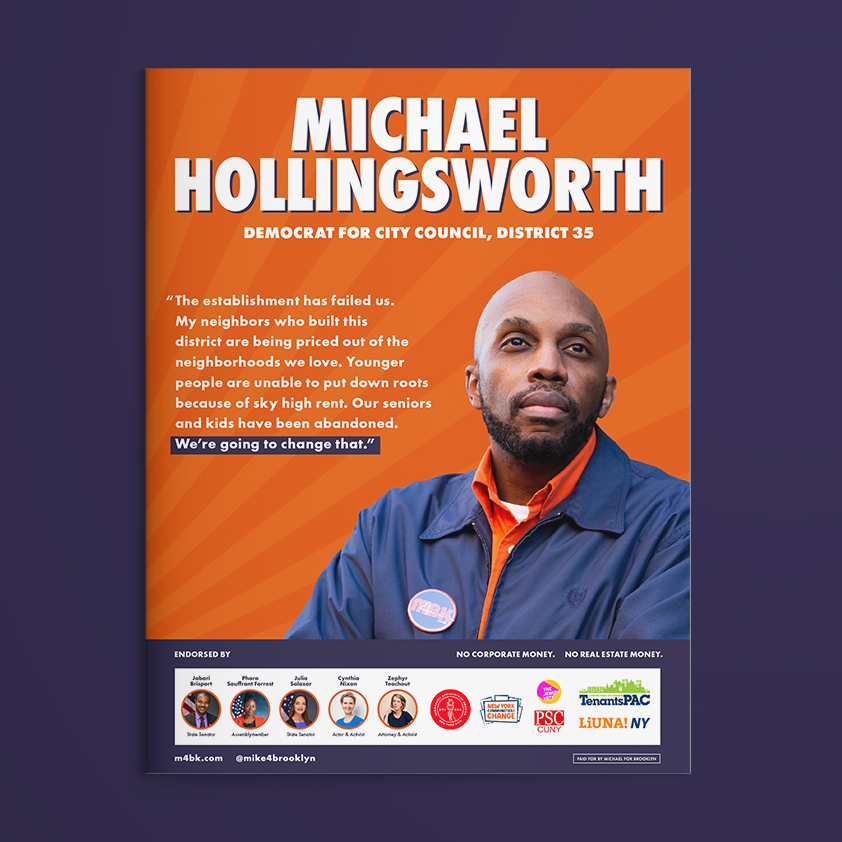 MICHAEL
HOLLINGSWORTH
DEMOCRAT FOR CITY COUNCIL, DISTRICT 35
“The establishment has failed us.
My neighbors who built this
district are being priced out of the
neighborhoods we love. Younger
people are unable to put down roots
because of sky high rent. Our seniors
and kids have been abandoned.
We’re going to change that.”
M4BK
ENDORSED BY
NO CORPORATE MONEY. NO REAL ESTATE MONEY.
Jabari
Brisport
State Senator
Phara
Souffrant Forrest
Assemblymember
Julia
Salazar
State Senator
Cynthia
Nixon
Actor & Activist
Zephyr
Teachout
Attorney & Activist
NEW YORK
COMMUNITIES
CHANGE
THE
JEWISH
VOTE
PSC
CUNY
TenantsPAC
LiUNA! NY
m4bk.com @mike4brooklyn
PAID FOR BY MICHAEL FOR BROOKLYN